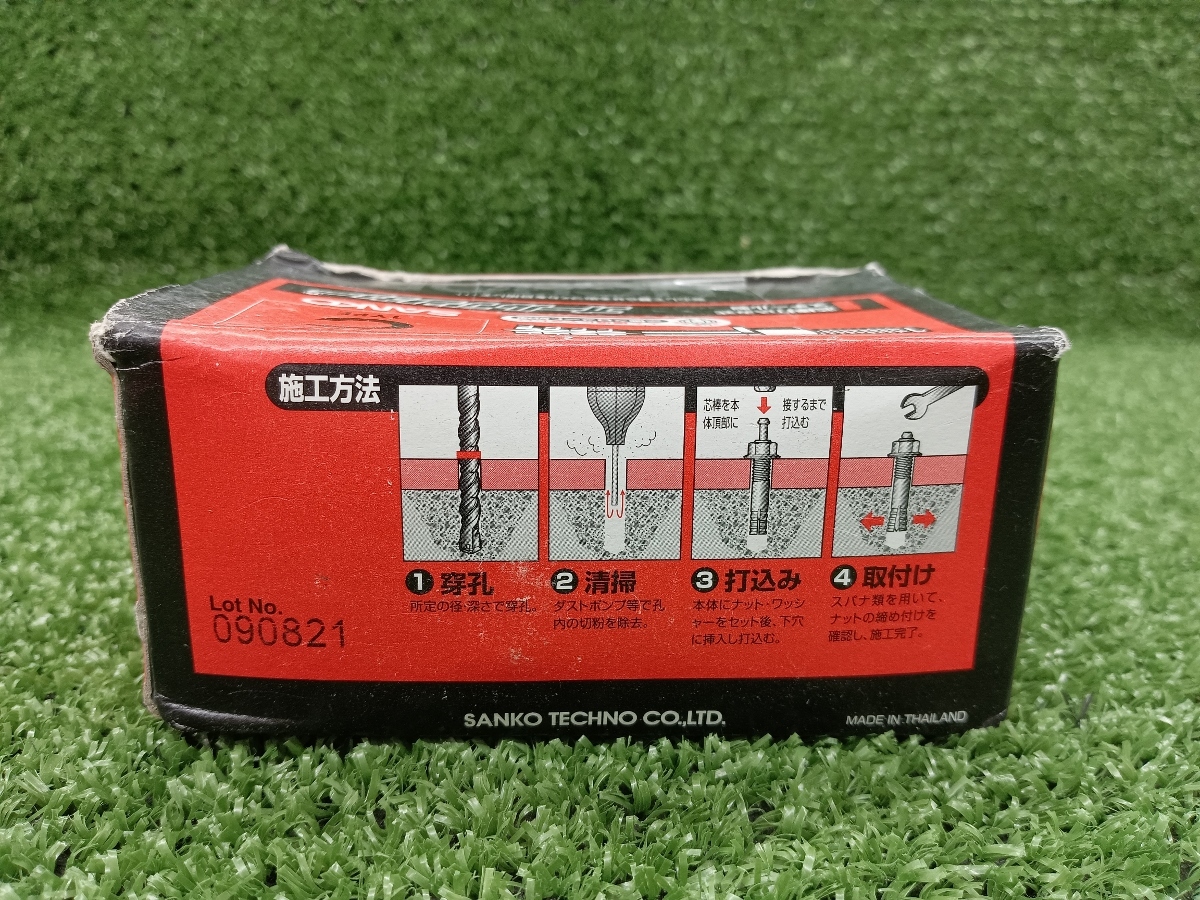 SANKO
施工方法
芯棒を本
体頂部に
接するまで
打込む
1 穿孔
所定の径・深さで穿孔。
2 清掃
ダストポンプ等で孔
内の切粉を除去。
3 打込み
本体にナット・ワッシ
ャーをセット後、下穴
に挿入し打込む。
4 取付け
スパナ類を用いて、
ナットの締め付けを
確認し、施工完了。
Lot No.
090821
SANKO TECHNO CO.,LTD.
MADE IN THAILAND